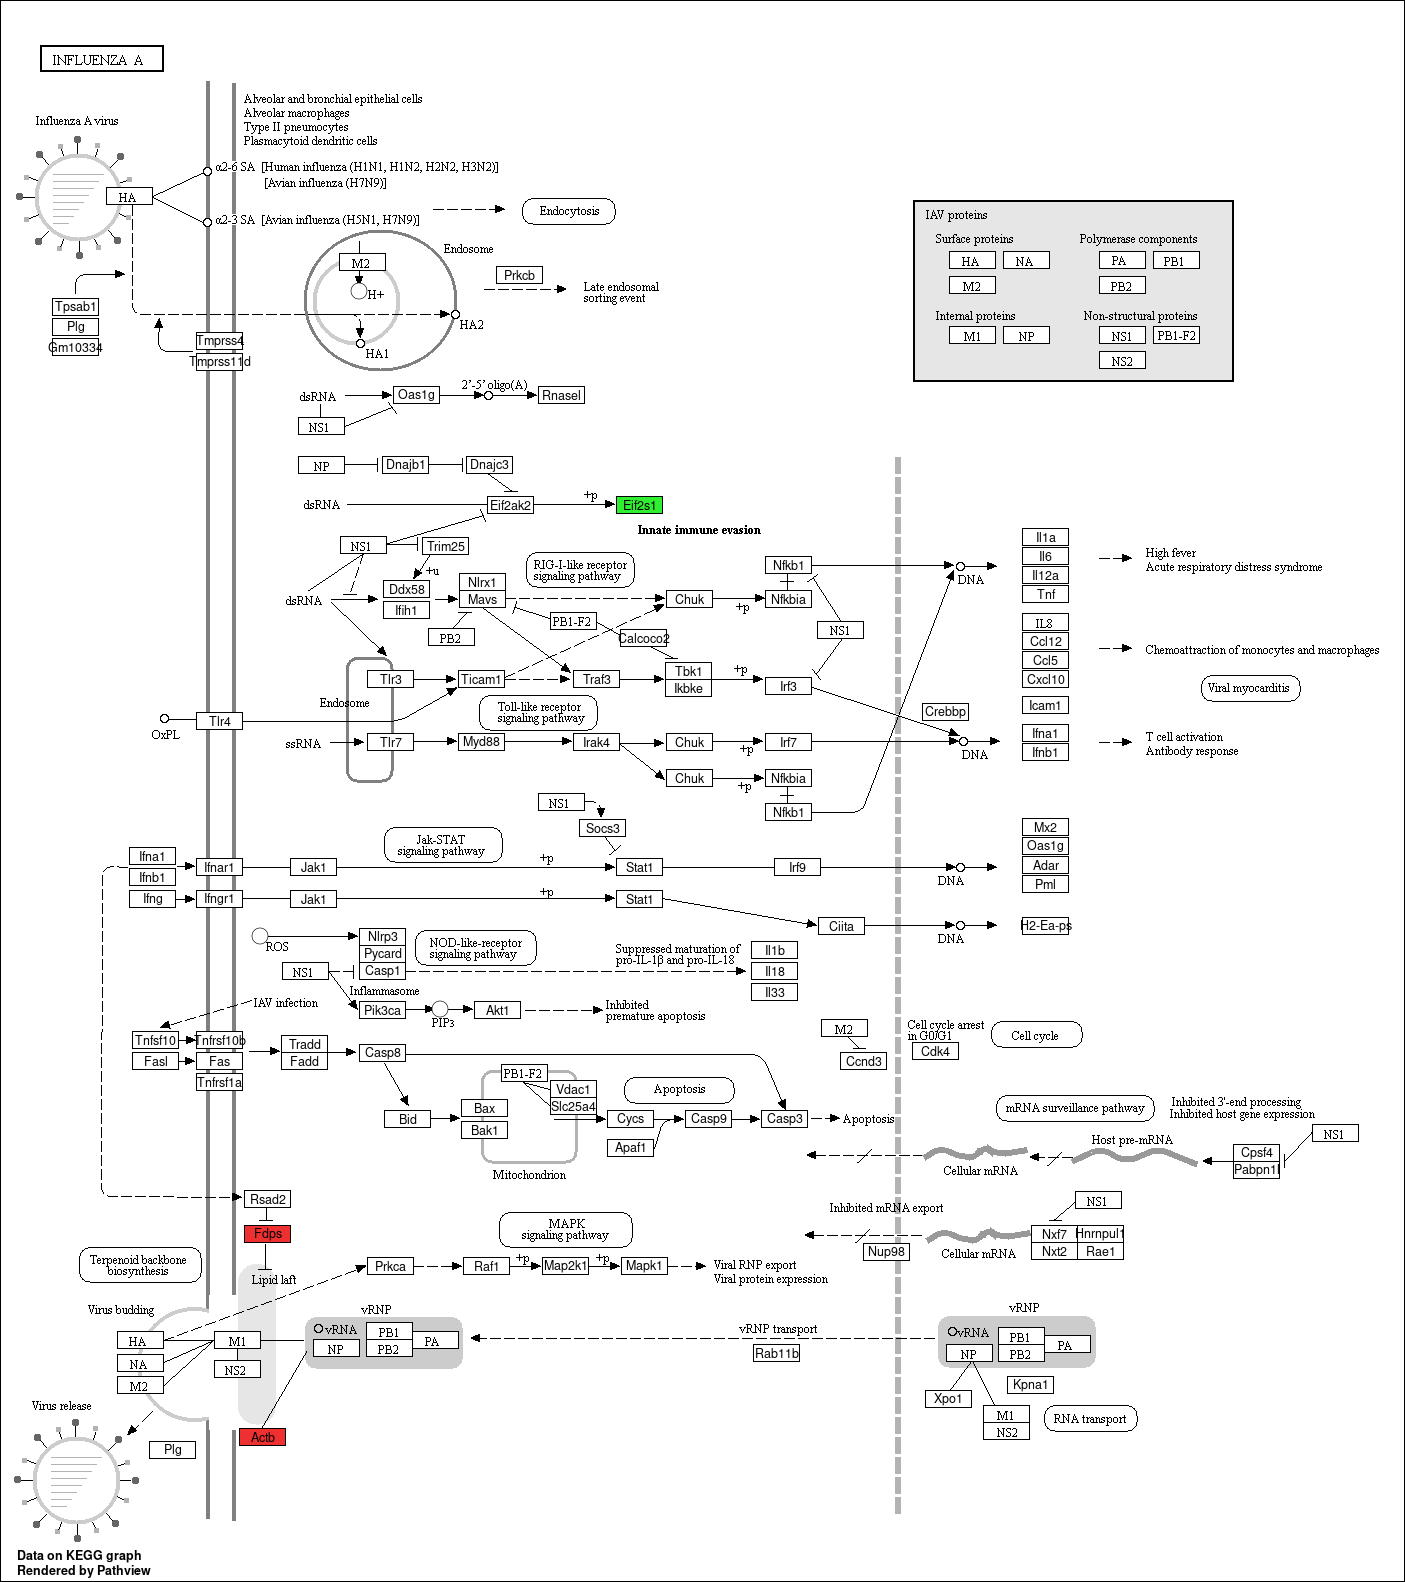 INFLUENZA A
Alveolar and bronchial epithelial cells
Alveolar macrophages
Type II pneumocytes
Plasmacytoid dendritic cells
Influenza A virus
HA
α2-6 SA [Human influenza (H1N1, H1N2, H2N2, H3N2)]
[Avian influenza (H7N9)]
α2-3 SA [Avian influenza (H5N1, H7N9)]
Endocytosis
IAV proteins
Surface proteins
HA
NA
M2
Polymerase components
PA
PB1
PB2
Internal proteins
M1
NP
Non-structural proteins
NS1
PB1-F2
NS2
Endosome
M2
H+
HA2
HA1
Prkcb
Late endosomal
sorting event
Tpsab1
Plg
Gm10334
Tmprss4
Tmprss11d
dsRNA
Oas1g
2'-5' oligo(A)
Rnasel
NS1
NP
Dnajb1
Dnajc3
dsRNA
Eif2ak2
+p
Eif2s1
Innate immune evasion
NS1
Trim25
+u
RIG-I-like receptor
signaling pathway
dsRNA
Ddx58
Ifih1
Nlrx1
Mavs
PB2
PB1-F2
Calcoco2
Chuk
+p
Nfkb1
Nfkbia
NS1
DNA
Il1a
Il6
Il12a
Tnf
High fever
Acute respiratory distress syndrome
IL8
Ccl12
Ccl5
Cxcl10
Chemoattraction of monocytes and macrophages
Viral myocarditis
Icam1
Ifna1
Ifnb1
T cell activation
Antibody response
Endosome
Tlr3
Ticam1
Traf3
Tbk1
Ikbke
+p
Irf3
Crebbp
DNA
OxPL
Tlr4
Toll-like receptor
signaling pathway
ssRNA
Tlr7
Myd88
Irak4
Chuk
+p
Irf7
Chuk
+p
Nfkbia
Nfkb1
NS1
Socs3
Jak-STAT
signaling pathway
Ifna1
Ifnb1
Ifnar1
Jak1
+p
Stat1
Irf9
DNA
Mx2
Oas1g
Adar
Pml
Ifng
Ifngr1
Jak1
+p
Stat1
Ciita
DNA
H2-Ea-ps
ROS
Nlrp3
Pycard
Casp1
NS1
Inflammasome
NOD-like-receptor
signaling pathway
Suppressed maturation of
pro-IL-1β and pro-IL-18
Il1b
Il18
Il33
IAV infection
Pik3ca
PIP3
Akt1
Inhibited
premature apoptosis
M2
Ccnd3
Cell cycle arrest
in G0/G1
Cdk4
Cell cycle
Tnfsf10
Tnfrsf10b
Fasl
Fas
Tnfrsf1a
Tradd
Fadd
Casp8
Bid
PB1-F2
Bax
Bak1
Vdac1
Slc25a4
Mitochondrion
Apoptosis
Cycs
Casp9
Casp3
Apaf1
Apoptosis
mRNA surveillance pathway
Inhibited 3'-end processing
Inhibited host gene expression
NS1
Host pre-mRNA
Cpsf4
Pabpn1l
Cellular mRNA
Rsad2
Fdps
Lipid laft
Inhibited mRNA export
NS1
Nup98
Cellular mRNA
Nxf7
Hnrnpul1
Nxt2
Rae1
MAPK
signaling pathway
Terpenoid backbone
biosynthesis
Prkca
Raf1
+p
Map2k1
+p
Mapk1
Viral RNP export
Viral protein expression
Virus budding
HA
NA
M2
M1
NS2
vRNP
vRNA
NP
PB1
PB2
PA
vRNP transport
Rab11b
vRNP
vRNA
NP
PB1
PB2
PA
Xpo1
Kpna1
M1
NS2
RNA transport
Virus release
Plg
Actb
Data on KEGG graph
Rendered by Pathview